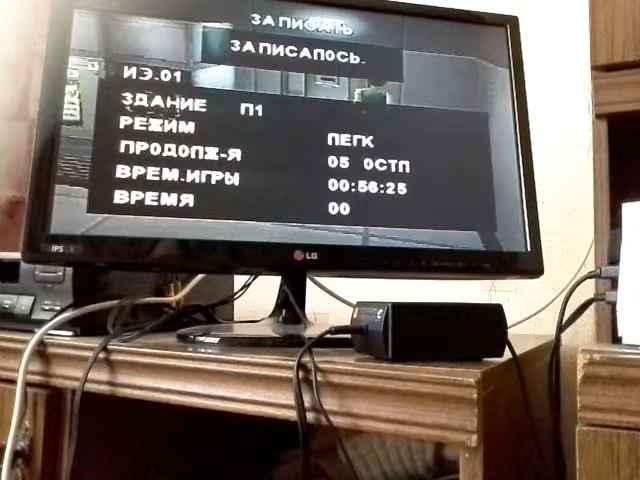 ЗАПИСАТЬ
ЗАПИСАПОСЬ.
ИЭ.01
ЗДАНИЕ П1
РЕЖИМ ПЕГК
ПРОДОПЖ-Я 05 ОСТП
ВРЕМ.ИГРЫ 00:56:25
ВРЕМЯ 00
IPS
LG